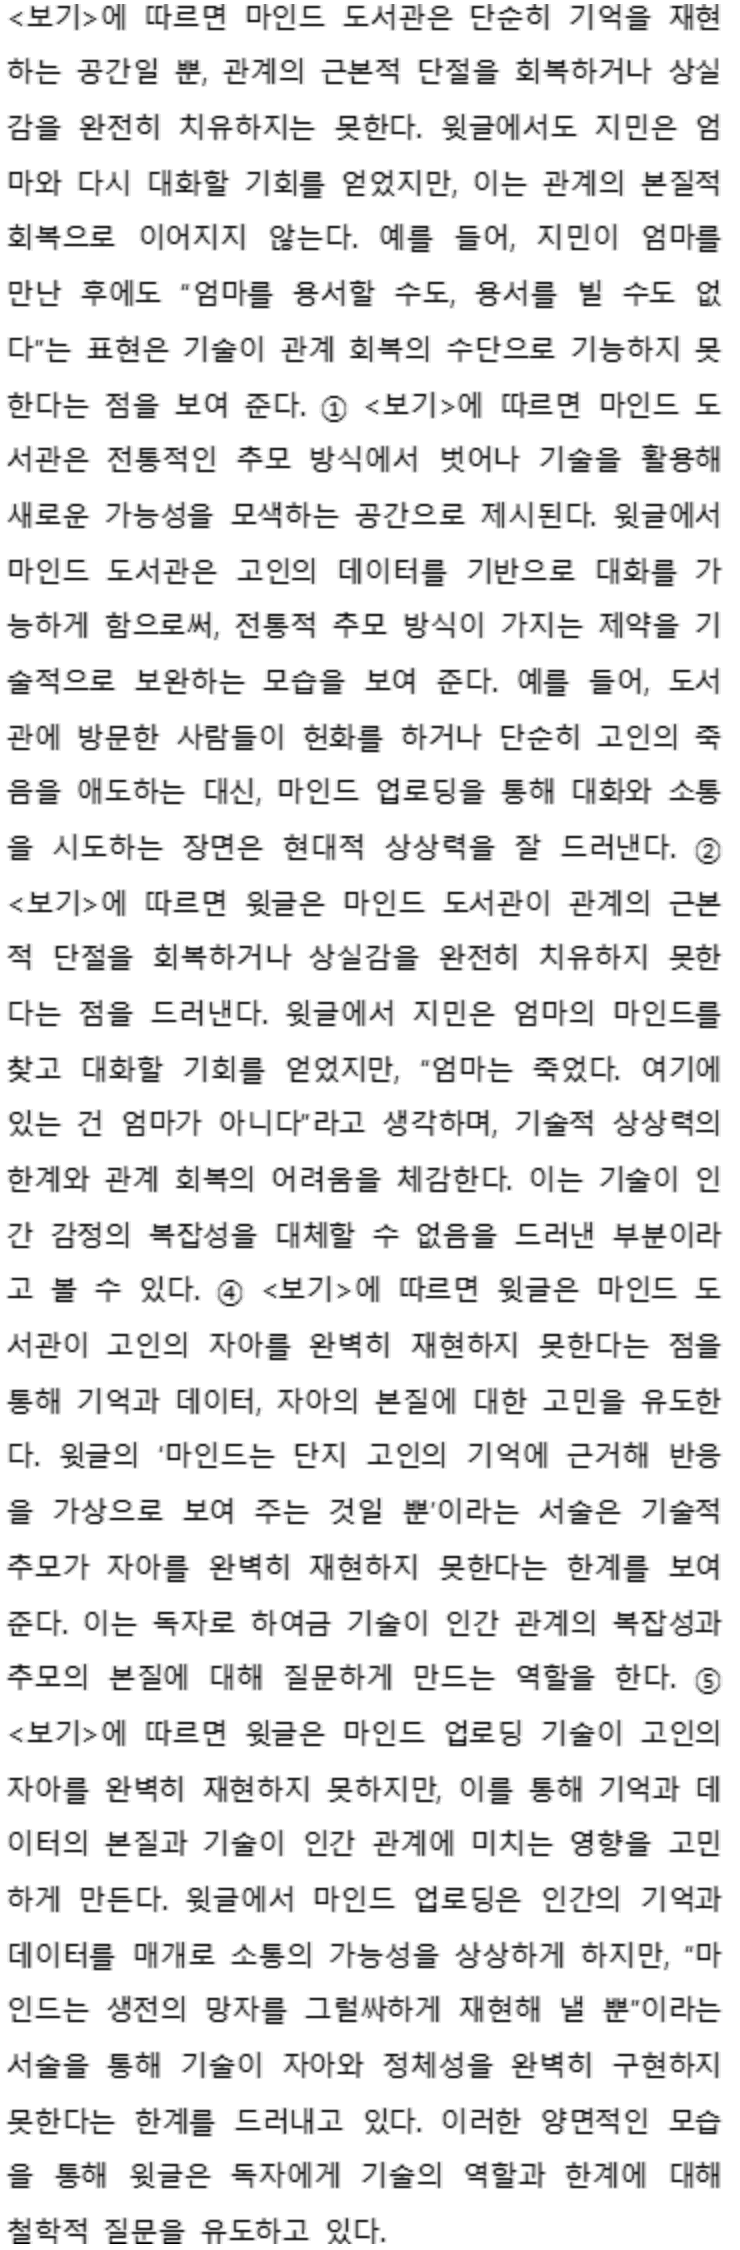 <보기>에 따르면 마인드 도서관은 단순히 기억을 재현
하는 공간일 뿐, 관계의 근본적 단절을 회복하거나 상실
감을 완전히 치유하지는 못한다. 윗글에서도 지민은 엄
마와 다시 대화할 기회를 얻었지만, 이는 관계의 본질적
회복으로 이어지지 않는다. 예를 들어, 지민이 엄마를
만난 후에도 “엄마를 용서할 수도, 용서를 빌 수도 없
다”는 표현은 기술이 관계 회복의 수단으로 기능하지 못
한다는 점을 보여 준다. ① <보기>에 따르면 마인드 도
서관은 전통적인 추모 방식에서 벗어나 기술을 활용해
새로운 가능성을 모색하는 공간으로 제시된다. 윗글에서
마인드 도서관은 고인의 데이터를 기반으로 대화를 가
능하게 함으로써, 전통적 추모 방식이 가지는 제약을 기
술적으로 보완하는 모습을 보여 준다. 예를 들어, 도서
관에 방문한 사람들이 헌화를 하거나 단순히 고인의 죽
음을 애도하는 대신, 마인드 업로딩을 통해 대화와 소통
을 시도하는 장면은 현대적 상상력을 잘 드러낸다. ②
<보기>에 따르면 윗글은 마인드 도서관이 관계의 근본
적 단절을 회복하거나 상실감을 완전히 치유하지 못한
다는 점을 드러낸다. 윗글에서 지민은 엄마의 마인드를
찾고 대화할 기회를 얻었지만, “엄마는 죽었다. 여기에
있는 건 엄마가 아니다”라고 생각하며, 기술적 상상력의
한계와 관계 회복의 어려움을 체감한다. 이는 기술이 인
간 감정의 복잡성을 대체할 수 없음을 드러낸 부분이라
고 볼 수 있다. ④ <보기>에 따르면 윗글은 마인드 도
서관이 고인의 자아를 완벽히 재현하지 못한다는 점을
통해 기억과 데이터, 자아의 본질에 대한 고민을 유도한
다. 윗글의 ‘마인드는 단지 고인의 기억에 근거해 반응
을 가상으로 보여 주는 것일 뿐’이라는 서술은 기술적
추모가 자아를 완벽히 재현하지 못한다는 한계를 보여
준다. 이는 독자로 하여금 기술이 인간 관계의 복잡성과
추모의 본질에 대해 질문하게 만드는 역할을 한다. ⑤
<보기>에 따르면 윗글은 마인드 업로딩 기술이 고인의
자아를 완벽히 재현하지 못하지만, 이를 통해 기억과 데
이터의 본질과 기술이 인간 관계에 미치는 영향을 고민
하게 만든다. 윗글에서 마인드 업로딩은 인간의 기억과
데이터를 매개로 소통의 가능성을 상상하게 하지만, “마
인드는 생전의 망자를 그럴싸하게 재현해 낼 뿐”이라는
서술을 통해 기술이 자아와 정체성을 완벽히 구현하지
못한다는 한계를 드러내고 있다. 이러한 양면적인 모습
을 통해 윗글은 독자에게 기술의 역할과 한계에 대해
철학적 질문을 유도하고 있다.